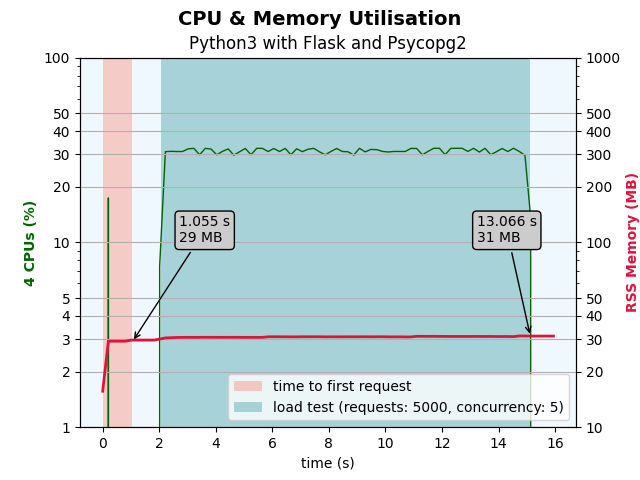 CPU & Memory Utilisation
Python3 with Flask and Psycopg2
100
50
40
30
20
10
5
4
3
2
1
4 CPUs (%)
1000
500
400
300
200
100
50
40
30
20
10
RSS Memory (MB)
1.055 s
29 MB
13.066 s
31 MB
time to first request
load test (requests: 5000, concurrency: 5)
0 2 4 6 8 10 12 14 16
time (s)